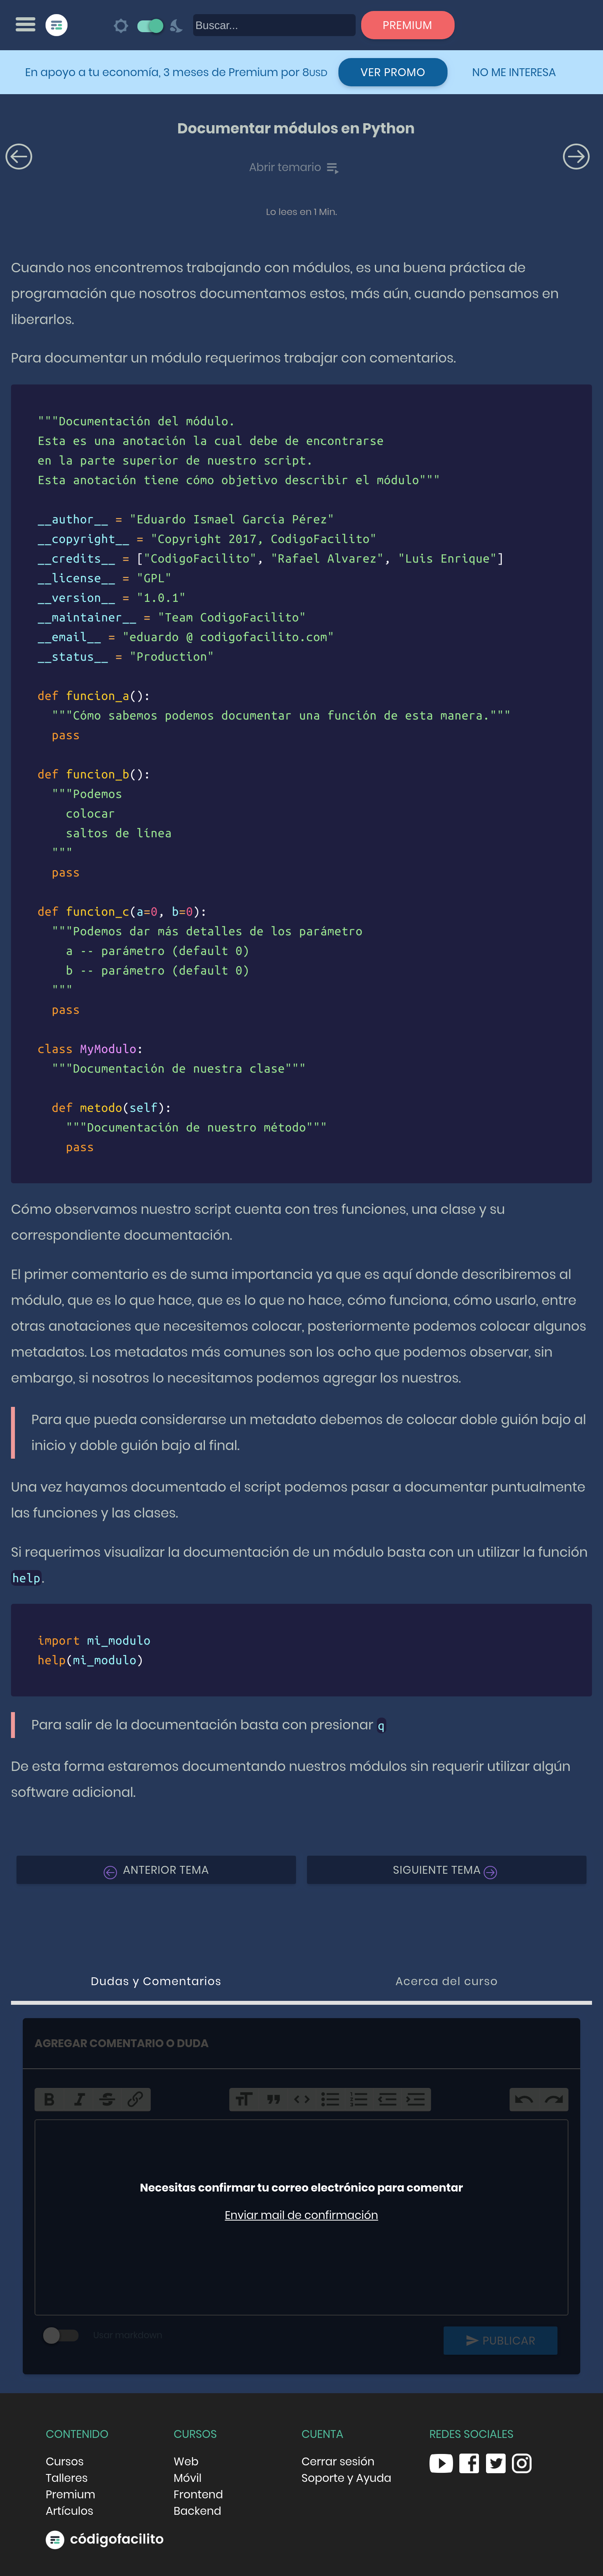 Buscar...
PREMIUM
En apoyo a tu economía, 3 meses de Premium por 8USD
VER PROMO
NO ME INTERESA
Documentar módulos en Python
Abrir temario
Lo lees en 1 Min.
Cuando nos encontremos trabajando con módulos, es una buena práctica de
programación que nosotros documentamos estos, más aún, cuando pensamos en
liberarlos.
Para documentar un módulo requerimos trabajar con comentarios.
"""Documentación del módulo.
Esta es una anotación la cual debe de encontrarse
en la parte superior de nuestro script.
Esta anotación tiene cómo objetivo describir el módulo"""
__author__ = "Eduardo Ismael Garcia Pérez"
__copyright__ = "Copyright 2017, CodigoFacilito"
__credits__ = ["CodigoFacilito", "Rafael Alvarez", "Luis Enrique"]
__license__ = "GPL"
__version__ = "1.0.1"
__maintainer__ = "Team CodigoFacilito"
__email__ = "eduardo @ codigofacilito.com"
__status__ = "Production"
def funcion_a():
  """Cómo sabemos podemos documentar una función de esta manera."""
  pass
def funcion_b():
  """Podemos
    colocar
    saltos de linea
  """
  pass
def funcion_c(a=0, b=0):
  """Podemos dar más detalles de los parámetro
    a -- parámetro (default 0)
    b -- parámetro (default 0)
  """
  pass
class MyModulo:
  """Documentación de nuestra clase"""
  def metodo(self):
    """Documentación de nuestro método"""
    pass
Cómo observamos nuestro script cuenta con tres funciones, una clase y su
correspondiente documentación.
El primer comentario es de suma importancia ya que es aquí donde describiremos al
módulo, que es lo que hace, que es lo que no hace, cómo funciona, cómo usarlo, entre
otras anotaciones que necesitemos colocar, posteriormente podemos colocar algunos
metadatos. Los metadatos más comunes son los ocho que podemos observar, sin
embargo, si nosotros lo necesitamos podemos agregar los nuestros.
Para que pueda considerarse un metadato debemos de colocar doble guión bajo al
inicio y doble guión bajo al final.
Una vez hayamos documentado el script podemos pasar a documentar puntualmente
las funciones y las clases.
Si requerimos visualizar la documentación de un módulo basta con un utilizar la función
help.
import mi_modulo
help(mi_modulo)
Para salir de la documentación basta con presionar q
De esta forma estaremos documentando nuestros módulos sin requerir utilizar algún
software adicional.
ANTERIOR TEMA
SIGUIENTE TEMA
Dudas y Comentarios
Acerca del curso
AGREGAR COMENTARIO O DUDA
Necesitas confirmar tu correo electrónico para comentar
Enviar mail de confirmación
Usar markdown
PUBLICAR
CONTENIDO
Cursos
Talleres
Premium
Artículos
CURSOS
Web
Móvil
Frontend
Backend
CUENTA
Cerrar sesión
Soporte y Ayuda
REDES SOCIALES
códigofacilito